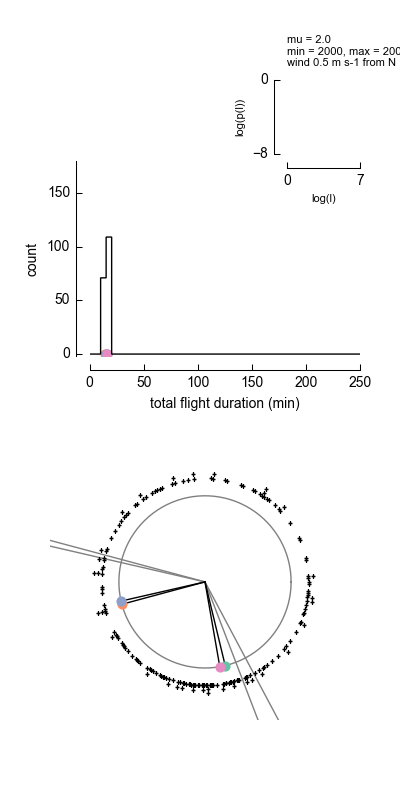 mu = 2.0
min = 2000, max = 200
wind 0.5 m s-1 from N
0
log(p(l))
−8
0 7
log(l)
150
count
100
50
0
0 50 100 150 200 250
total flight duration (min)